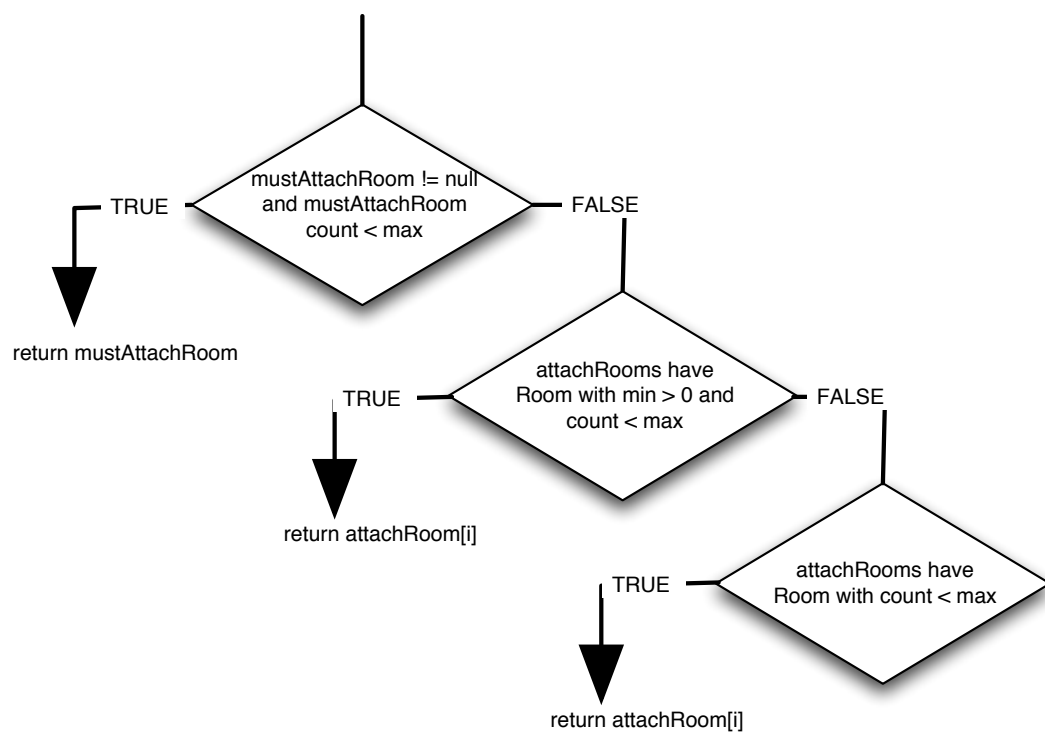 mustAttachRoom != null
and mustAttachRoom
count < max
TRUE
FALSE
return mustAttachRoom
attachRooms have
Room with min > 0 and
count < max
TRUE
FALSE
return attachRoom[i]
attachRooms have
Room with count < max
TRUE
return attachRoom[i]